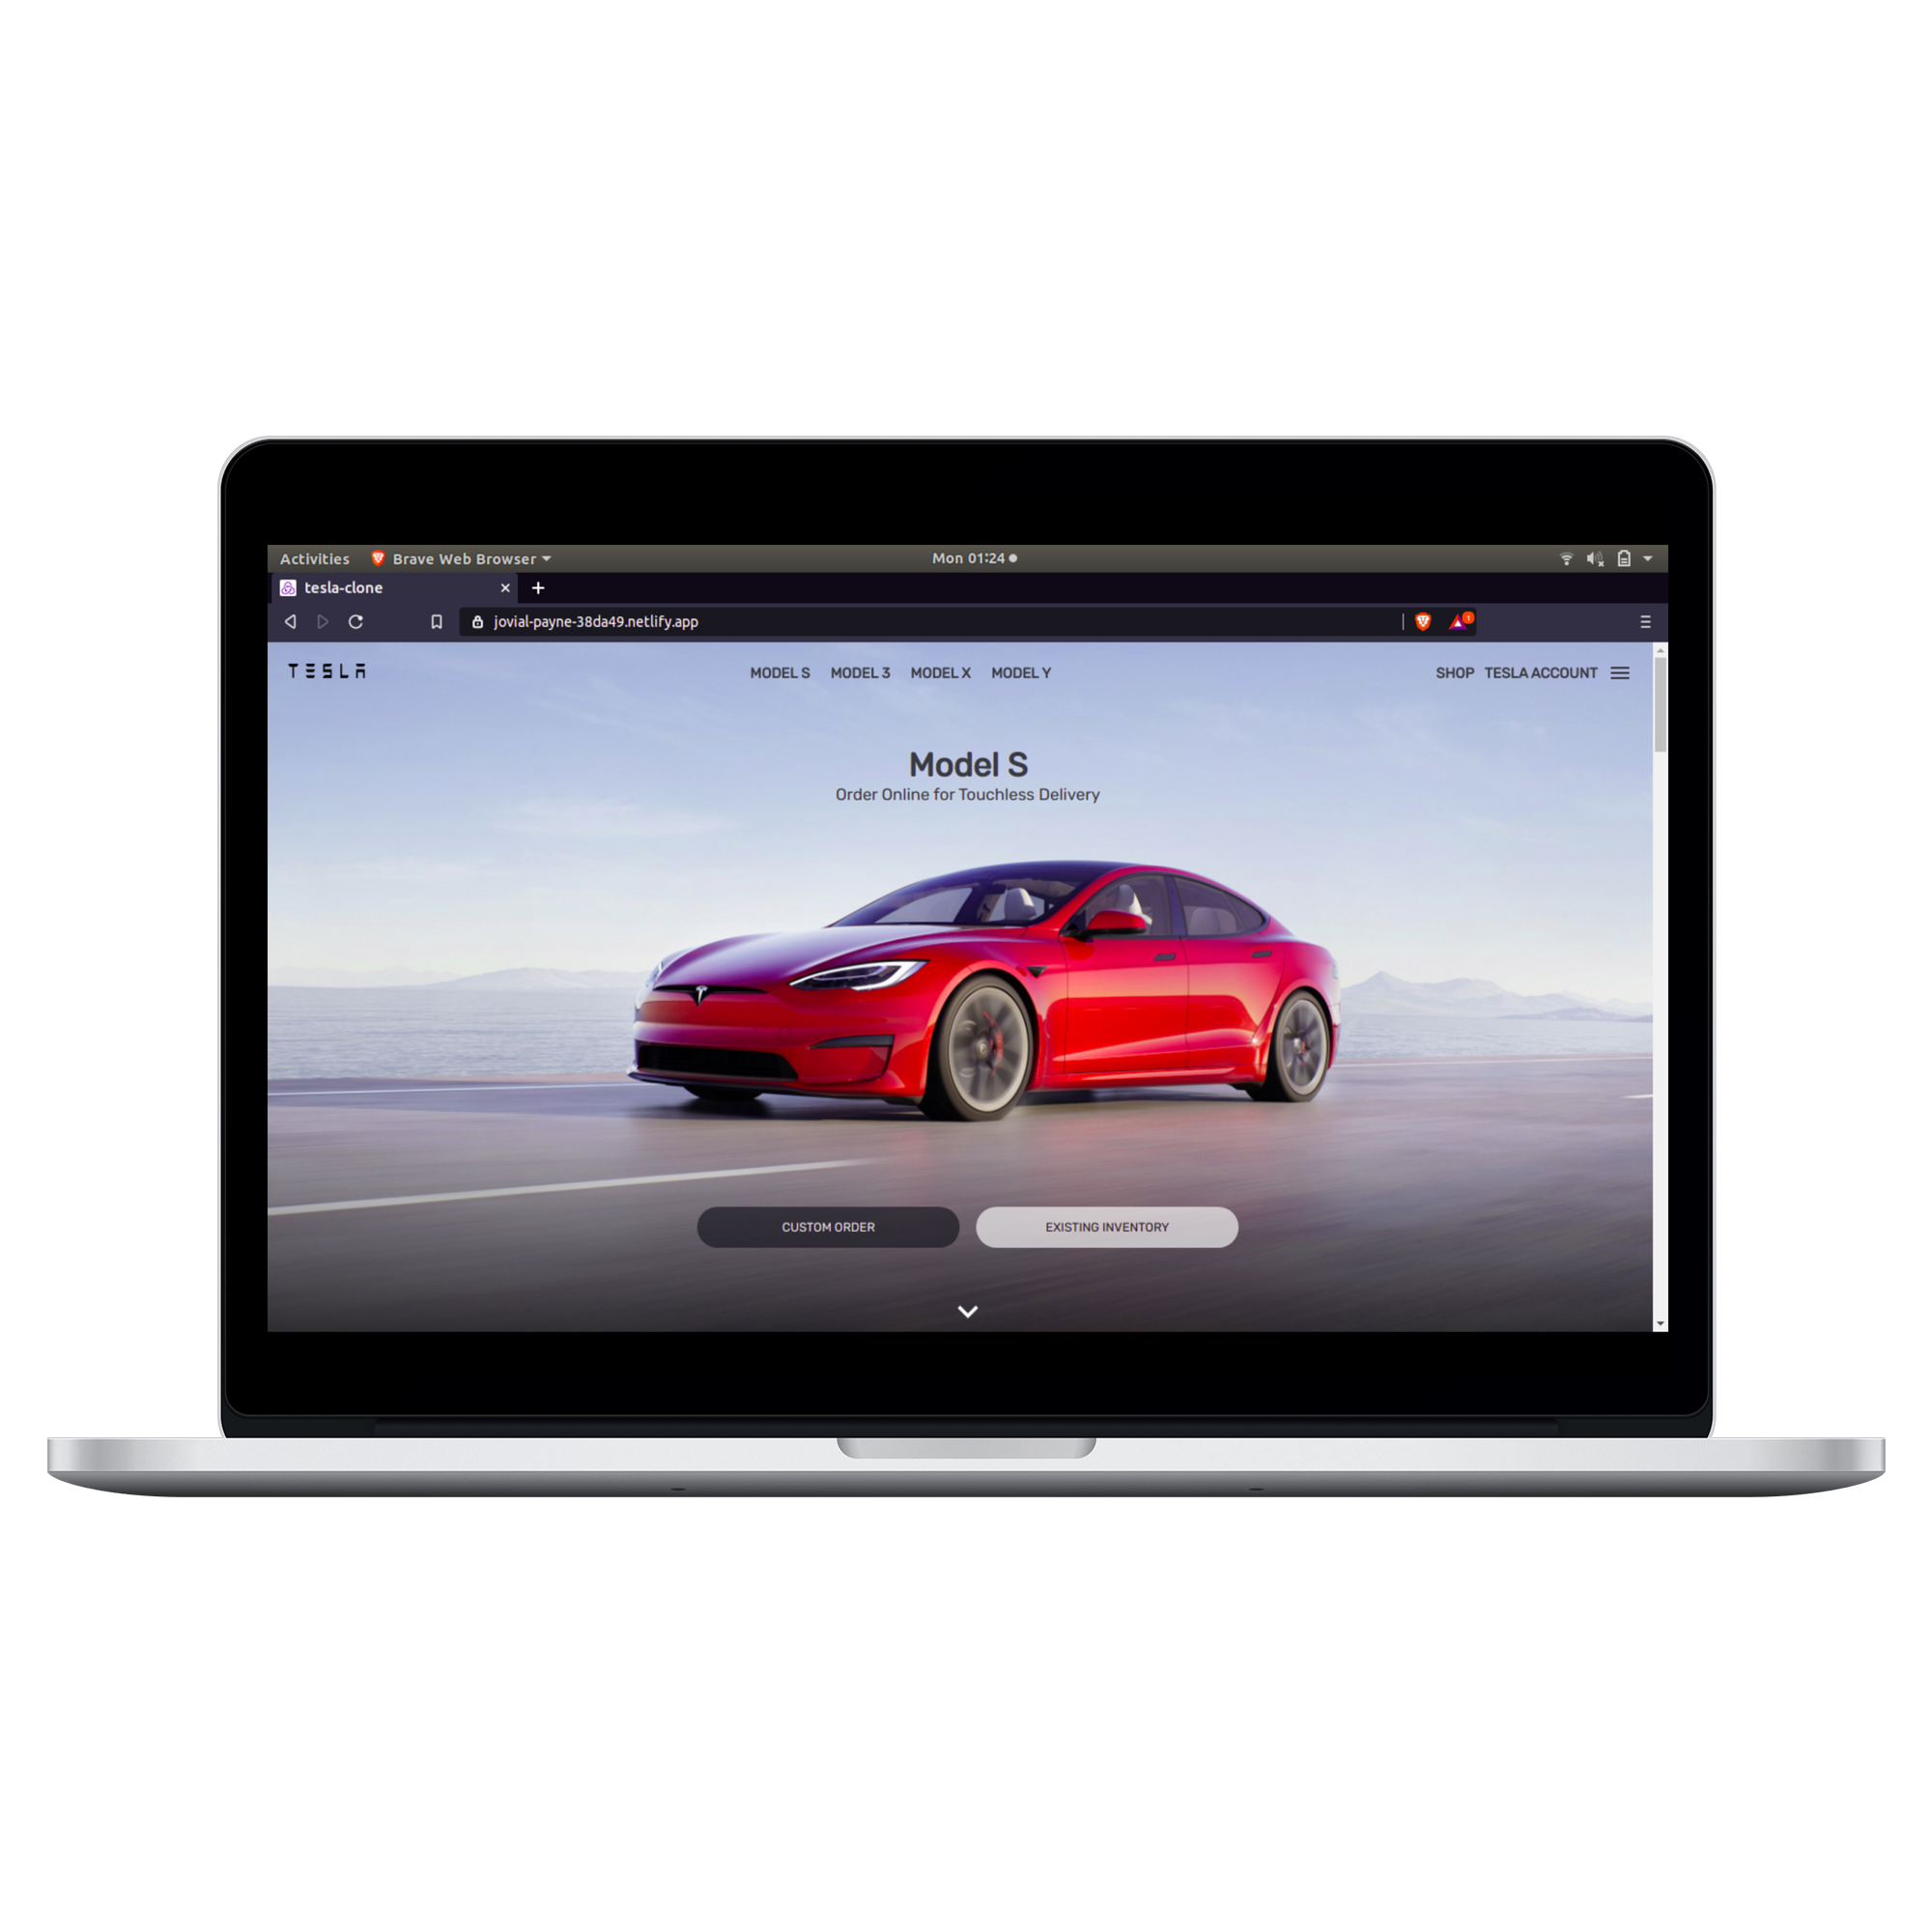 Activities Brave Web Browser Mon 01:24
tesla-clone
jovial-payne-38da49.netlify.app 1
TESLA MODEL S MODEL 3 MODEL X MODEL Y SHOP TESLA ACCOUNT
Model S
Order Online for Touchless Delivery
CUSTOM ORDER EXISTING INVENTORY